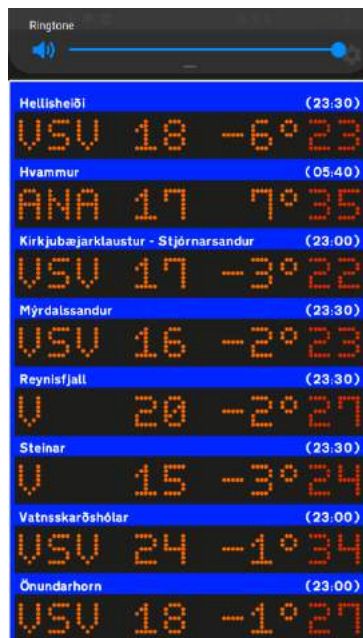 Ringtone
Hellisheiði (23:30)
VSV 18 -6° 23
Hvammur (05:40)
ANA 17 7° 35
Kirkjubæjarklaustur - Stjórnarsandur (23:00)
VSV 17 -3° 22
Mýrdalssandur (23:30)
VSV 16 -2° 23
Reynisfjall (23:30)
V 20 -2° 27
Steinar (23:30)
V 15 -3° 24
Vatnsskarðshólar (23:00)
VSV 24 -1° 34
Önundarhorn (23:00)
VSV 18 -1° 27